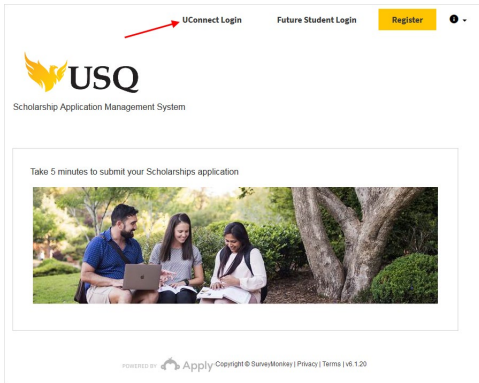 UConnect Login Future Student Login Register
USQ
Scholarship Application Management System
Take 5 minutes to submit your Scholarships application
POWERED BY Apply Copyright © SurveyMonkey | Privacy | Terms | v6.1.20